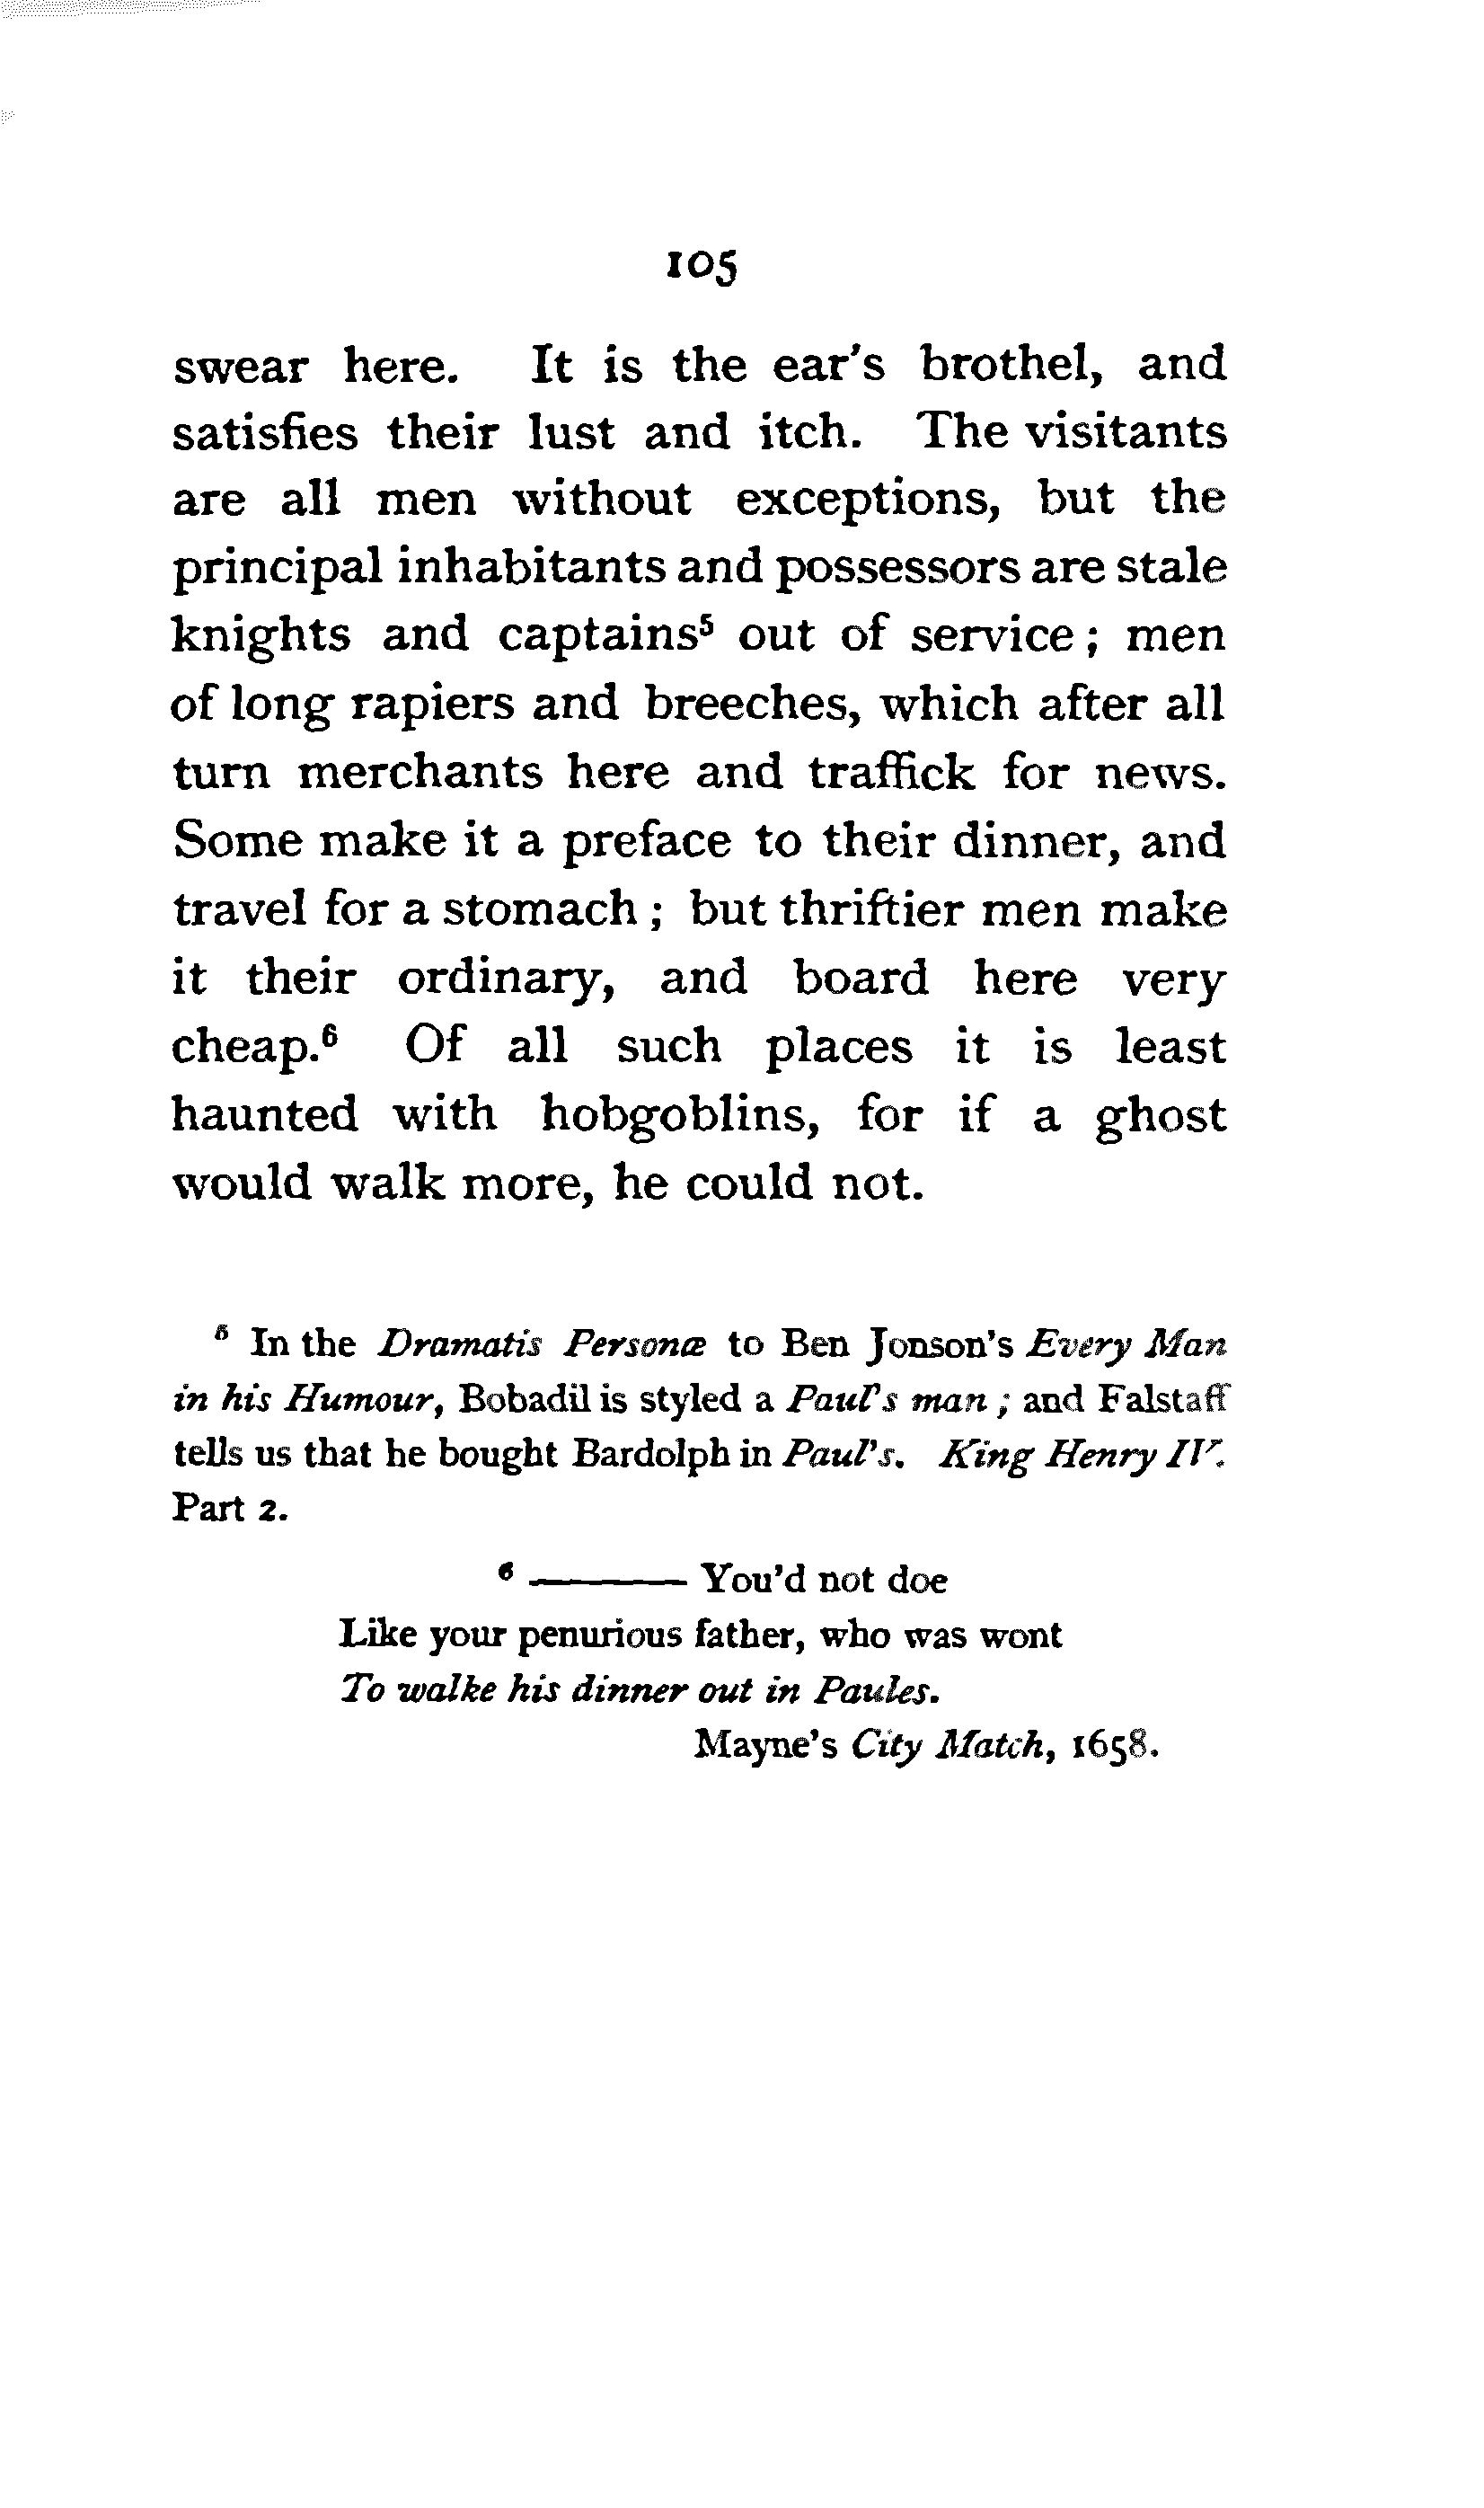 105
swear here. It is the ear's brothel, and
satisfies their lust and itch. The visitants
are all men without exceptions, but the
principal inhabitants and possessors are stale
knights and captains⁵ out of service ; men
of long rapiers and breeches, which after all
turn merchants here and traffick for news.
Some make it a preface to their dinner, and
travel for a stomach ; but thriftier men make
it their ordinary, and board here very
cheap.⁶ Of all such places it is least
haunted with hobgoblins, for if a ghost
would walk more, he could not.
⁵ In the Dramatis Personæ to Ben Jonson's Every Man
in his Humour, Bobadil is styled a Paul's man ; and Falstaff
tells us that he bought Bardolph in Paul's. King Henry IV.
Part 2.
⁶ ——— You'd not doe
Like your penurious father, who was wont
To walke his dinner out in Paules.
Mayne's City Match, 1658.